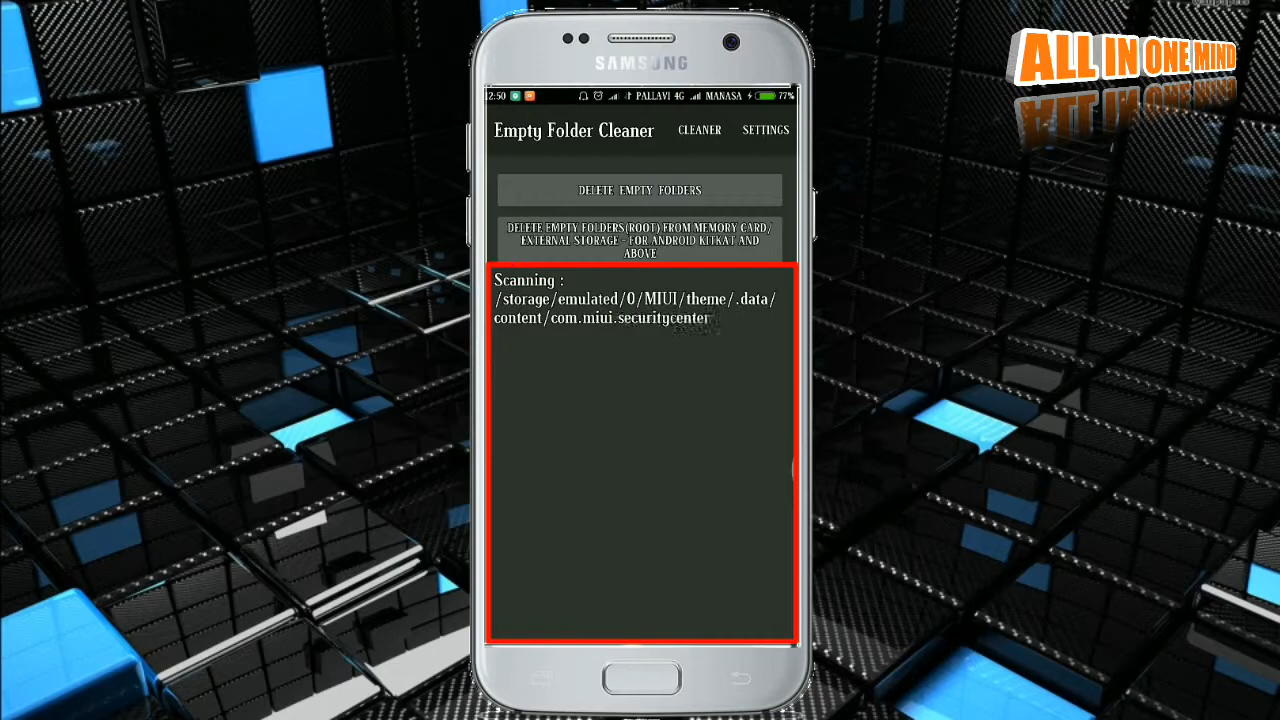 ALL IN ONE MIND
SAMSUNG
12:50 PALLAVI 4G MANASA 77%
Empty Folder Cleaner CLEANER SETTINGS
DELETE EMPTY FOLDERS
DELETE EMPTY FOLDERS(ROOT) FROM MEMORY CARD/
EXTERNAL STORAGE - FOR ANDROID KITKAT AND
ABOVE
Scanning :
/storage/emulated/0/MIUI/theme/.data/
content/com.miui.securitycenter